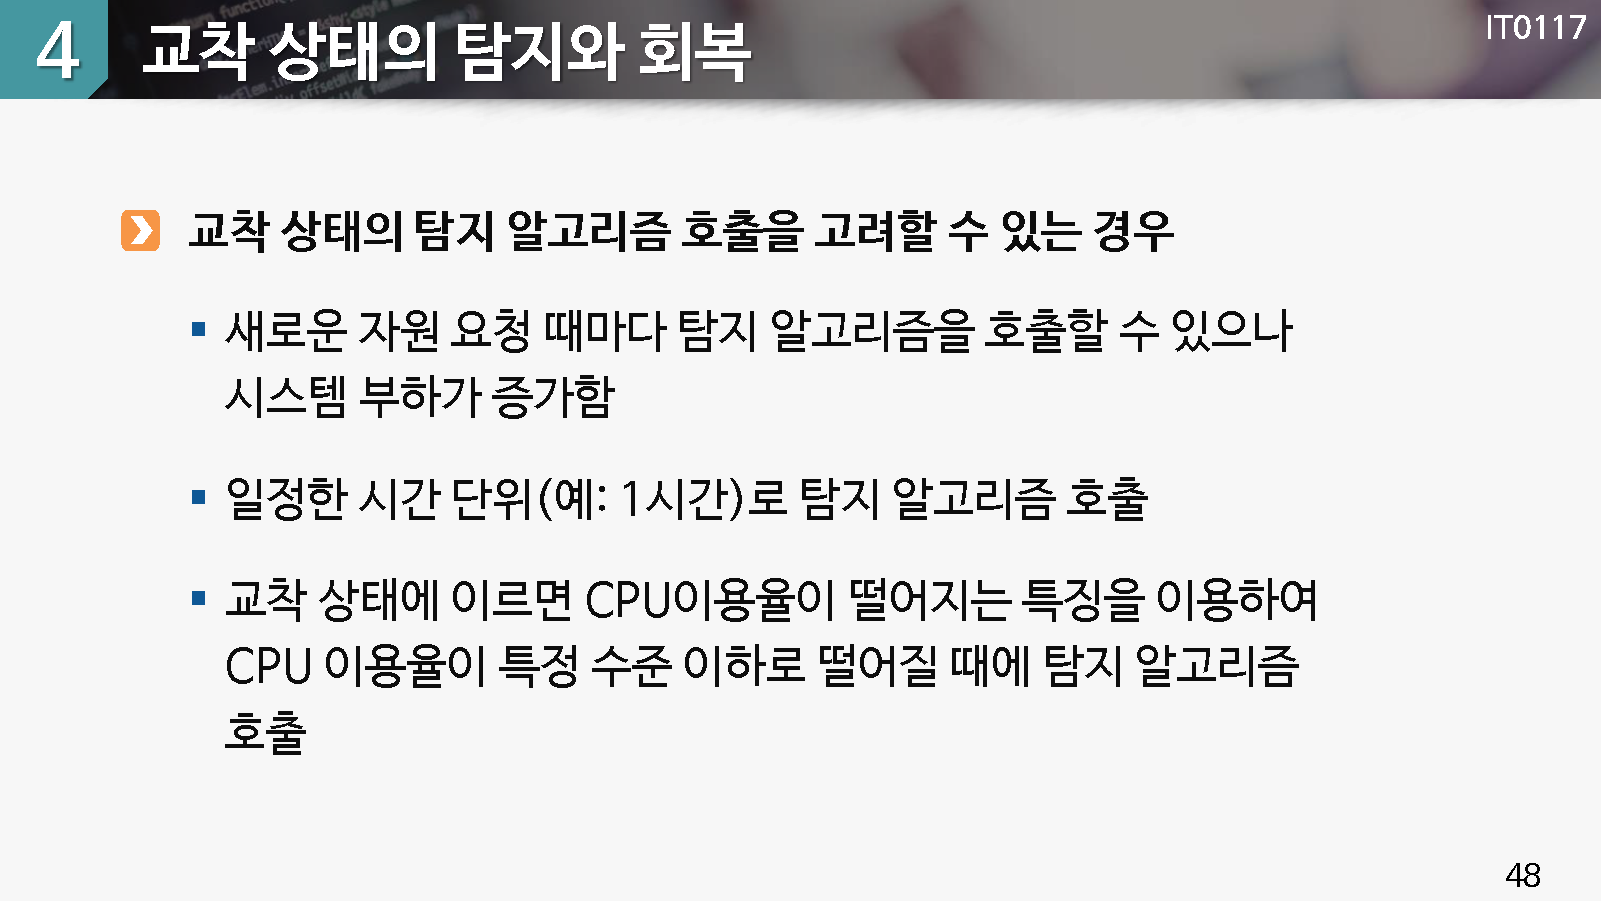 4 교착 상태의 탐지와 회복
IT0117
교착 상태의 탐지 알고리즘 호출을 고려할 수 있는 경우
▪ 새로운 자원 요청 때마다 탐지 알고리즘을 호출할 수 있으나
시스템 부하가 증가함
▪ 일정한 시간 단위(예: 1시간)로 탐지 알고리즘 호출
▪ 교착 상태에 이르면 CPU이용율이 떨어지는 특징을 이용하여
CPU 이용율이 특정 수준 이하로 떨어질 때에 탐지 알고리즘
호출
48